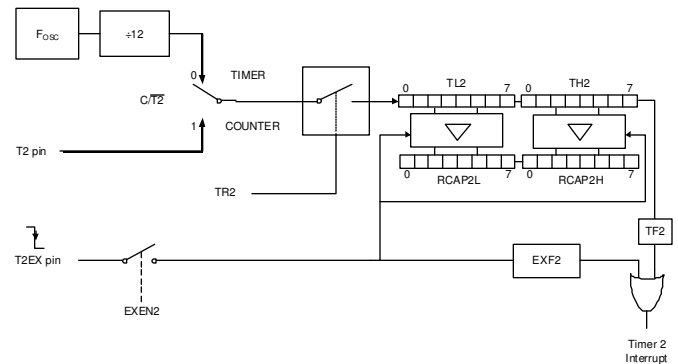 FOSC
÷12
0
TIMER
C/T2
1
COUNTER
T2 pin
TR2
0 TL2 7
0 TH2 7
0 7
RCAP2L
0 7
RCAP2H
TF2
T2EX pin
EXEN2
EXF2
Timer 2
Interrupt